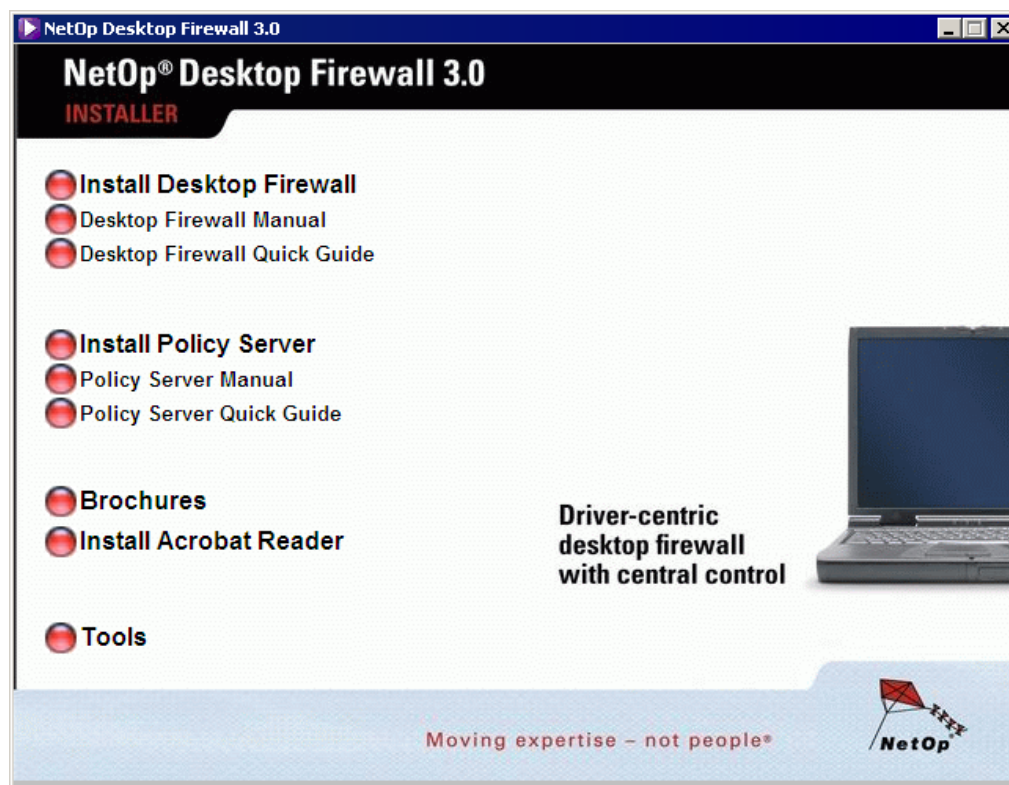 NetOp Desktop Firewall 3.0
NetOp® Desktop Firewall 3.0
INSTALLER
Install Desktop Firewall
Desktop Firewall Manual
Desktop Firewall Quick Guide
Install Policy Server
Policy Server Manual
Policy Server Quick Guide
Brochures
Install Acrobat Reader
Driver-centric
desktop firewall
with central control
Tools
Moving expertise – not people®
NetOp®